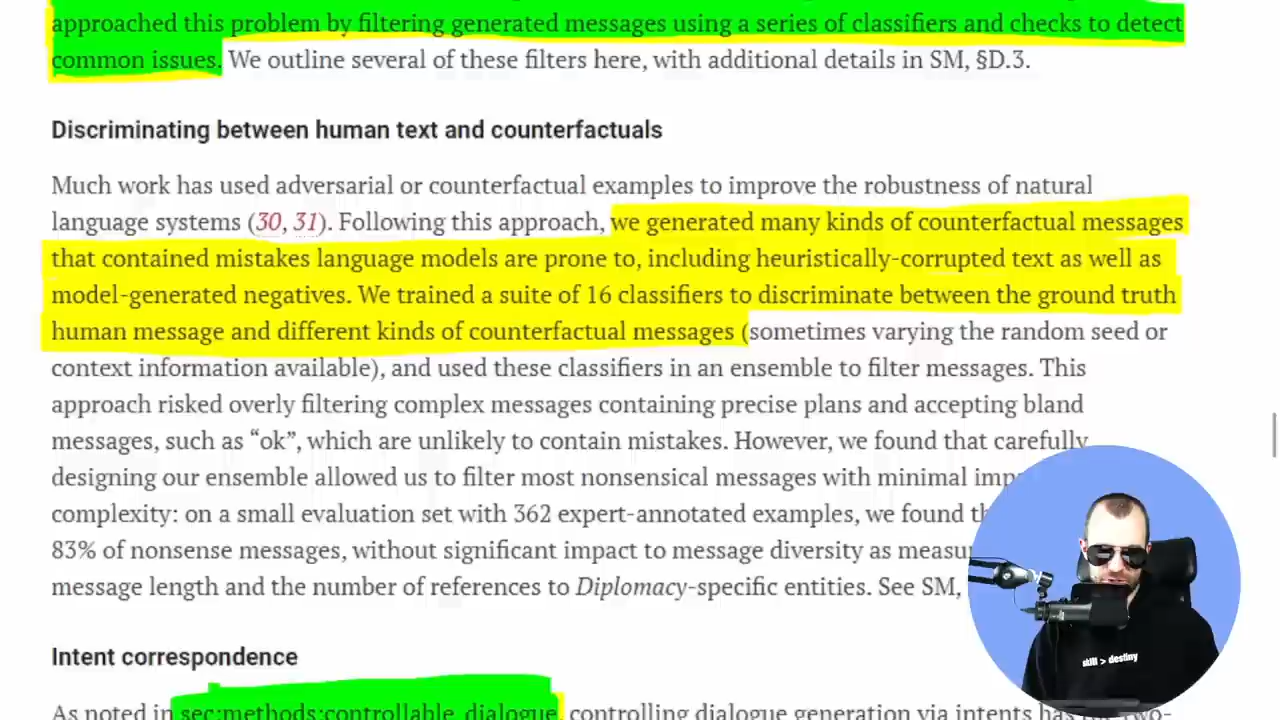 approached this problem by filtering generated messages using a series of classifiers and checks to detect
common issues. We outline several of these filters here, with additional details in SM, §D.3.
Discriminating between human text and counterfactuals
Much work has used adversarial or counterfactual examples to improve the robustness of natural
language systems (30, 31). Following this approach, we generated many kinds of counterfactual messages
that contained mistakes language models are prone to, including heuristically-corrupted text as well as
model-generated negatives. We trained a suite of 16 classifiers to discriminate between the ground truth
human message and different kinds of counterfactual messages (sometimes varying the random seed or
context information available), and used these classifiers in an ensemble to filter messages. This
approach risked overly filtering complex messages containing precise plans and accepting bland
messages, such as “ok”, which are unlikely to contain mistakes. However, we found that carefully
designing our ensemble allowed us to filter most nonsensical messages with minimal
complexity: on a small evaluation set with 362 expert-annotated examples, we found
83% of nonsense messages, without significant impact to message diversity as
message length and the number of references to Diplomacy-specific entities. See SM,
skill > destiny
Intent correspondence
As noted in sec:methods:controllable_dialogue, controlling dialogue generation via intents has